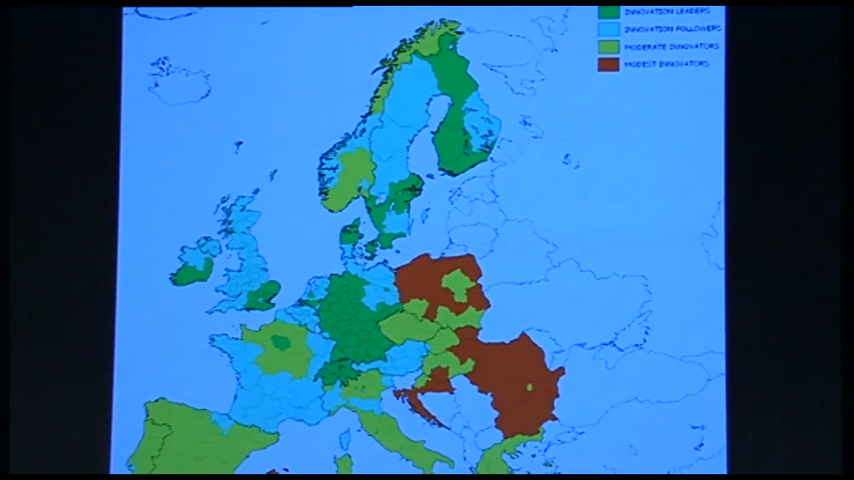 INNOVATION LEADERS
INNOVATION FOLLOWERS
MODERATE INNOVATORS
MODEST INNOVATORS